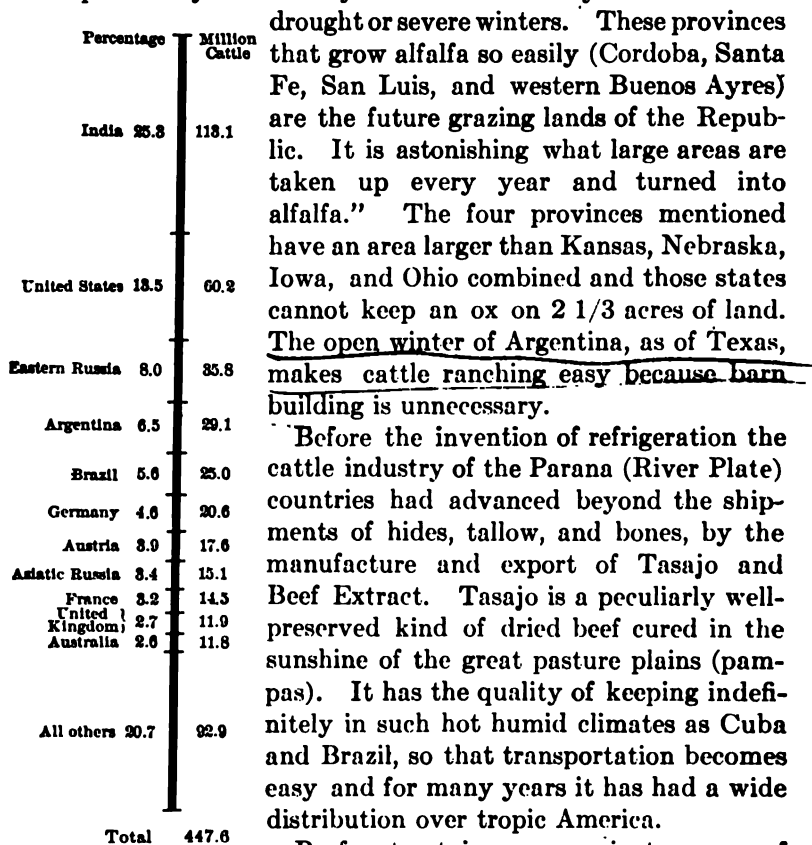 Percentage Million
Cattle
India 25.3 113.1
United States 13.5 60.2
Eastern Russia 8.0 35.8
Argentina 6.5 29.1
Brazil 5.6 25.0
Germany 4.6 20.6
Austria 3.9 17.6
Asiatic Russia 3.4 15.1
France 3.2 14.5
United
Kingdom } 2.7 11.9
Australia 2.6 11.8
All others 20.7 92.9
Total 447.6
drought or severe winters. These provinces
that grow alfalfa so easily (Cordoba, Santa
Fe, San Luis, and western Buenos Ayres)
are the future grazing lands of the Repub-
lic. It is astonishing what large areas are
taken up every year and turned into
alfalfa." The four provinces mentioned
have an area larger than Kansas, Nebraska,
Iowa, and Ohio combined and those states
cannot keep an ox on 2 1/3 acres of land.
The open winter of Argentina, as of Texas,
makes cattle ranching easy because barn
building is unnecessary.
Before the invention of refrigeration the
cattle industry of the Parana (River Plate)
countries had advanced beyond the ship-
ments of hides, tallow, and bones, by the
manufacture and export of Tasajo and
Beef Extract. Tasajo is a peculiarly well-
preserved kind of dried beef cured in the
sunshine of the great pasture plains (pam-
pas). It has the quality of keeping indefi-
nitely in such hot humid climates as Cuba
and Brazil, so that transportation becomes
easy and for many years it has had a wide
distribution over tropic America.